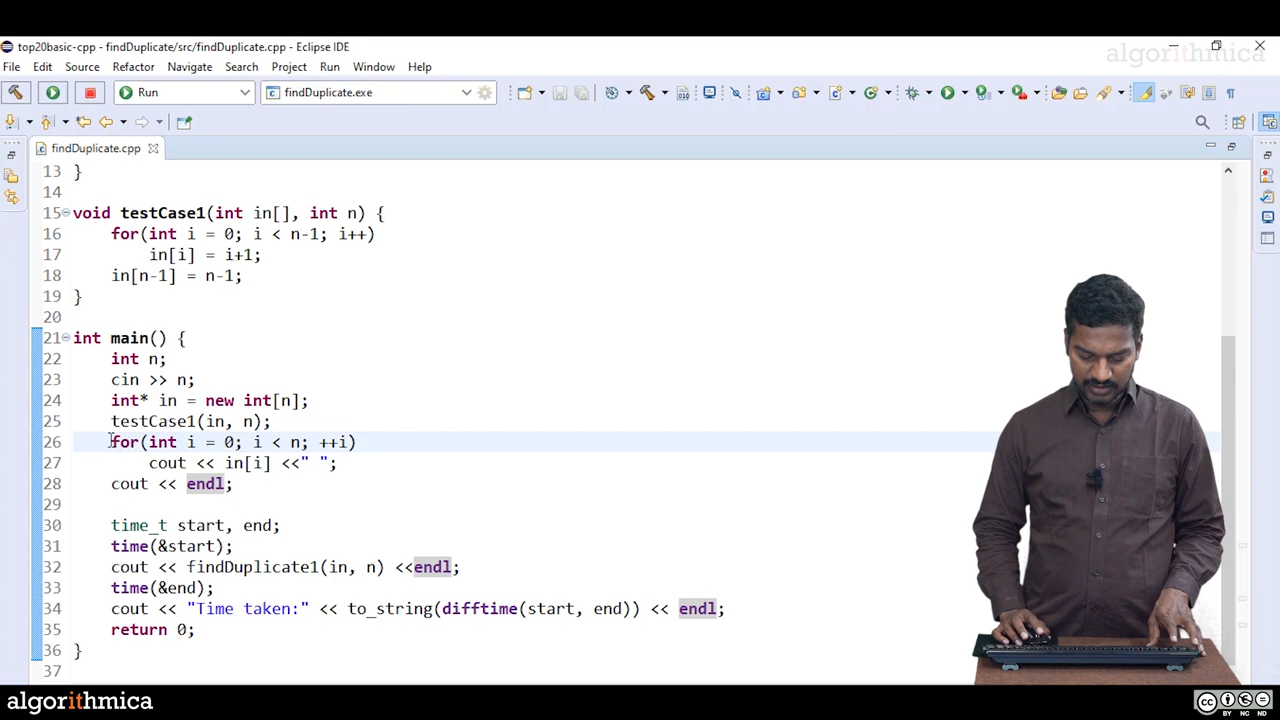 top20basic-cpp - findDuplicate/src/findDuplicate.cpp - Eclipse IDE
algorithmica
File Edit Source Refactor Navigate Search Project Run Window Help
Run findDuplicate.exe
findDuplicate.cpp
13 }
14
15 void testCase1(int in[], int n) {
16 for(int i = 0; i < n-1; i++)
17 in[i] = i+1;
18 in[n-1] = n-1;
19 }
20
21 int main() {
22 int n;
23 cin >> n;
24 int* in = new int[n];
25 testCase1(in, n);
26 for(int i = 0; i < n; ++i)
27 cout << in[i] <<" ";
28 cout << endl;
29
30 time_t start, end;
31 time(&start);
32 cout << findDuplicate1(in, n) <<endl;
33 time(&end);
34 cout << "Time taken:" << to_string(difftime(start, end)) << endl;
35 return 0;
36 }
37
algorithmica
cc BY NC ND